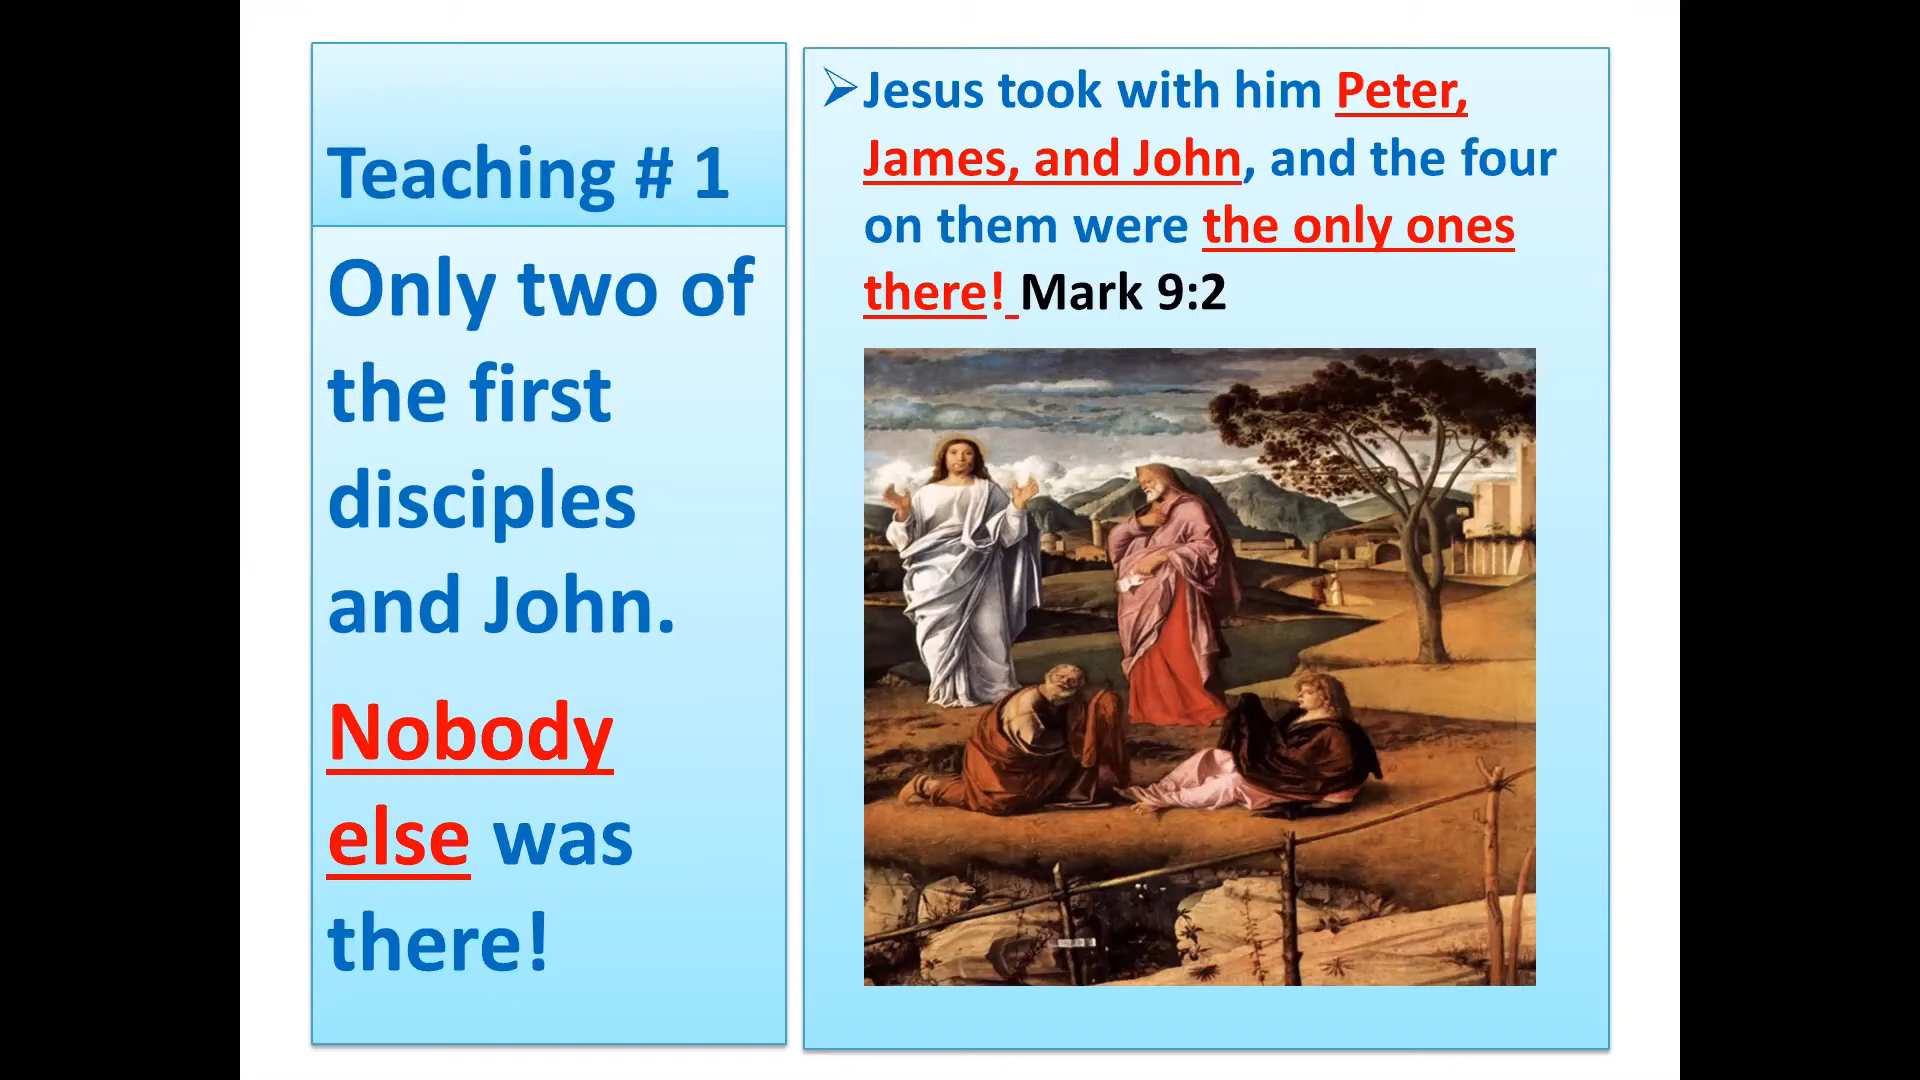 Teaching # 1
Only two of
the first
disciples
and John.
Nobody
else was
there!
➢Jesus took with him Peter,
James, and John, and the four
on them were the only ones
there! Mark 9:2